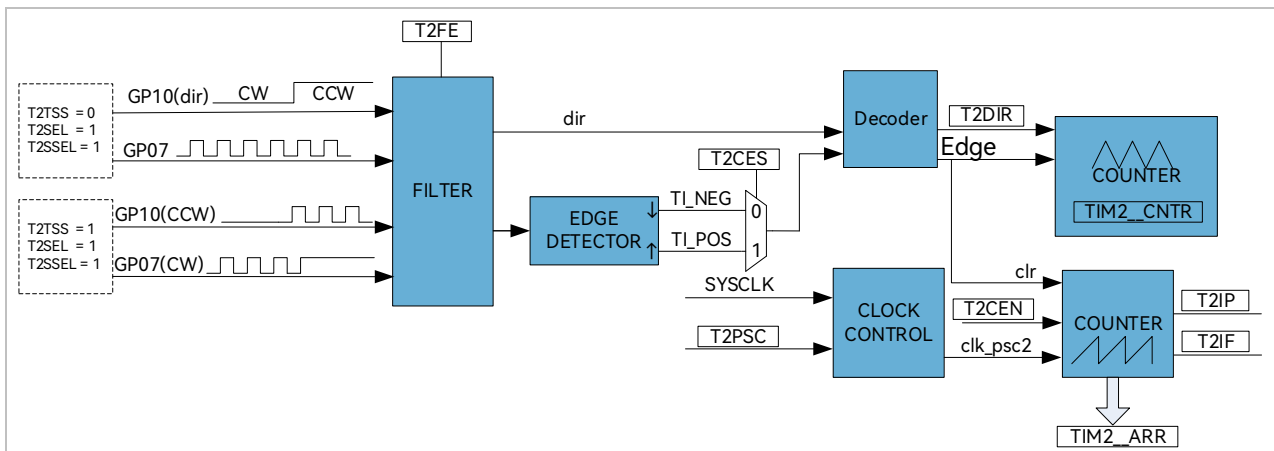 T2FE
T2TSS = 0
T2SEL = 1
T2SSEL = 1
GP10(dir)
CW
CCW
GP07
T2TSS = 1
T2SEL = 1
T2SSEL = 1
GP10(CCW)
GP07(CW)
FILTER
dir
T2CES
EDGE
DETECTOR
↓
↑
TI_NEG
TI_POS
0
1
Decoder
T2DIR
Edge
COUNTER
TIM2__CNTR
SYSCLK
T2PSC
CLOCK
CONTROL
clr
T2CEN
clk_psc2
COUNTER
T2IP
T2IF
TIM2__ARR